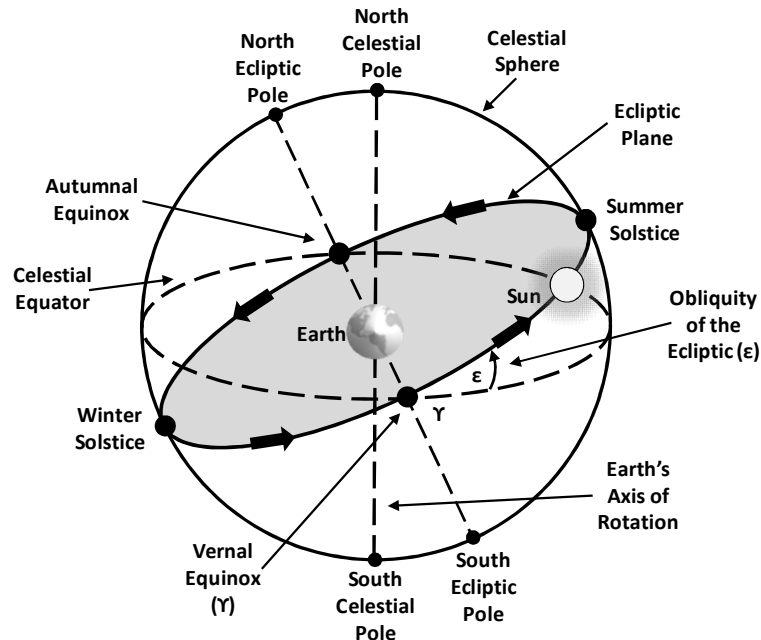 North
Celestial
Pole
North
Ecliptic
Pole
Celestial
Sphere
Ecliptic
Plane
Autumnal
Equinox
Summer
Solstice
Celestial
Equator
Sun
Obliquity
of the
Ecliptic (ε)
Earth
ε
ϒ
Winter
Solstice
Earth's
Axis of
Rotation
Vernal
Equinox
(ϒ)
South
Celestial
Pole
South
Ecliptic
Pole